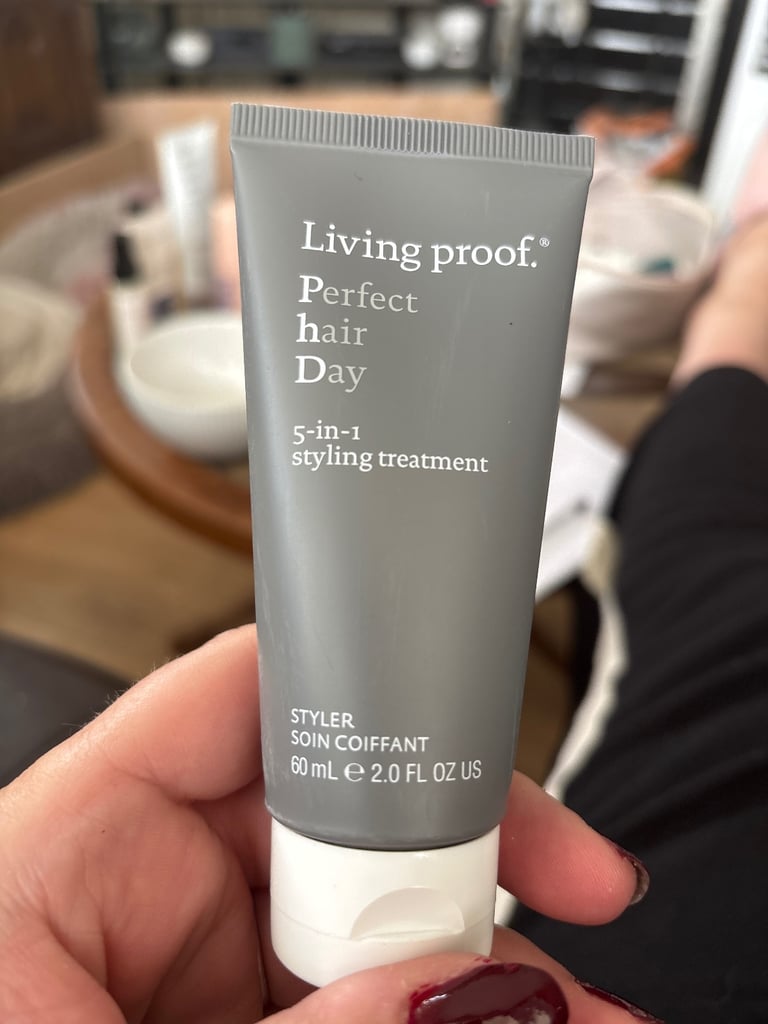 Living proof.®
Perfect
hair
Day
5-in-1
styling treatment
STYLER
SOIN COIFFANT
60 mL ℮ 2.0 FL OZ US